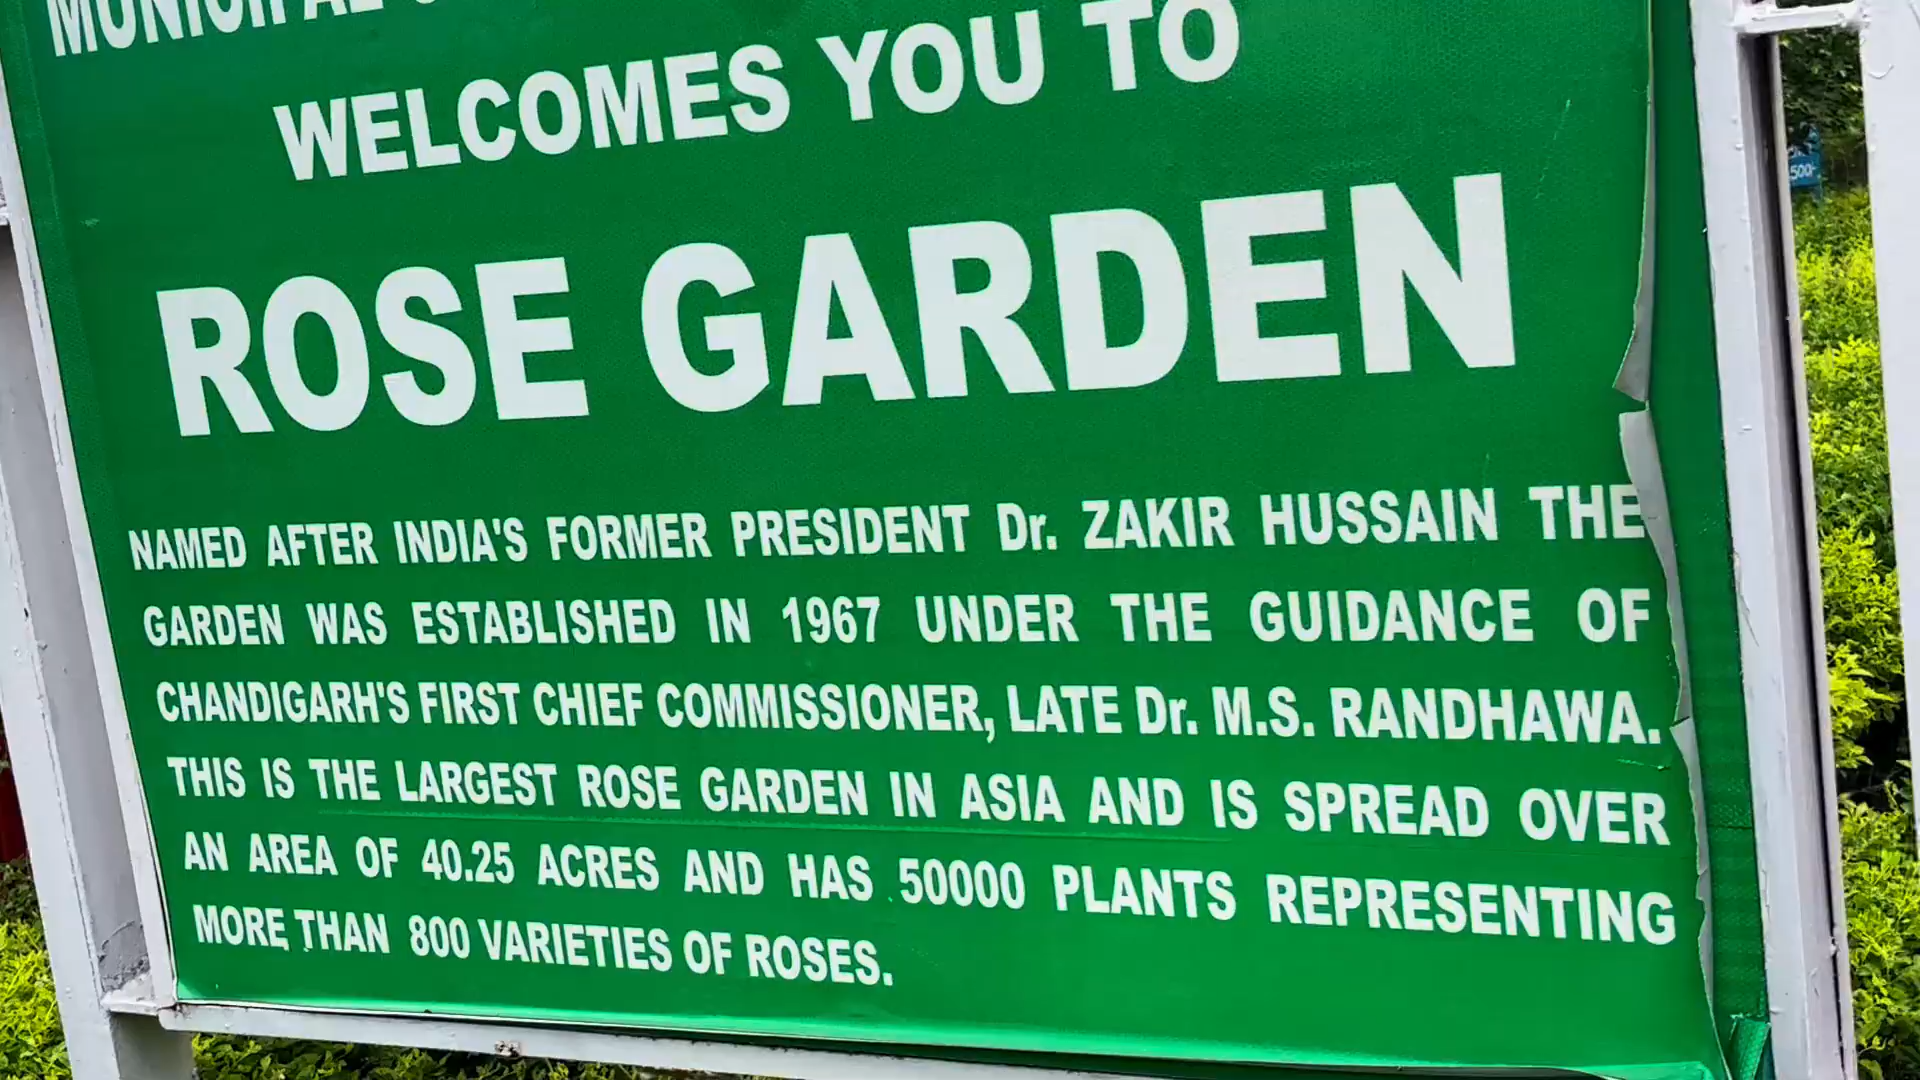 MUNICIPAL
WELCOMES YOU TO
ROSE GARDEN
NAMED AFTER INDIA'S FORMER PRESIDENT Dr. ZAKIR HUSSAIN THE
GARDEN WAS ESTABLISHED IN 1967 UNDER THE GUIDANCE OF
CHANDIGARH'S FIRST CHIEF COMMISSIONER, LATE Dr. M.S. RANDHAWA.
THIS IS THE LARGEST ROSE GARDEN IN ASIA AND IS SPREAD OVER
AN AREA OF 40.25 ACRES AND HAS 50000 PLANTS REPRESENTING
MORE THAN 800 VARIETIES OF ROSES.
500/-